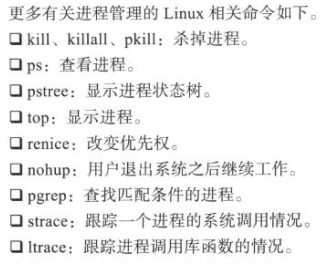 更多有关进程管理的 Linux 相关命令如下。
❑ kill、killall、pkill：杀掉进程。
❑ ps：查看进程。
❑ pstree：显示进程状态树。
❑ top：显示进程。
❑ renice：改变优先权。
❑ nohup：用户退出系统之后继续工作。
❑ pgrep：查找匹配条件的进程。
❑ strace：跟踪一个进程的系统调用情况。
❑ ltrace：跟踪进程调用库函数的情况。